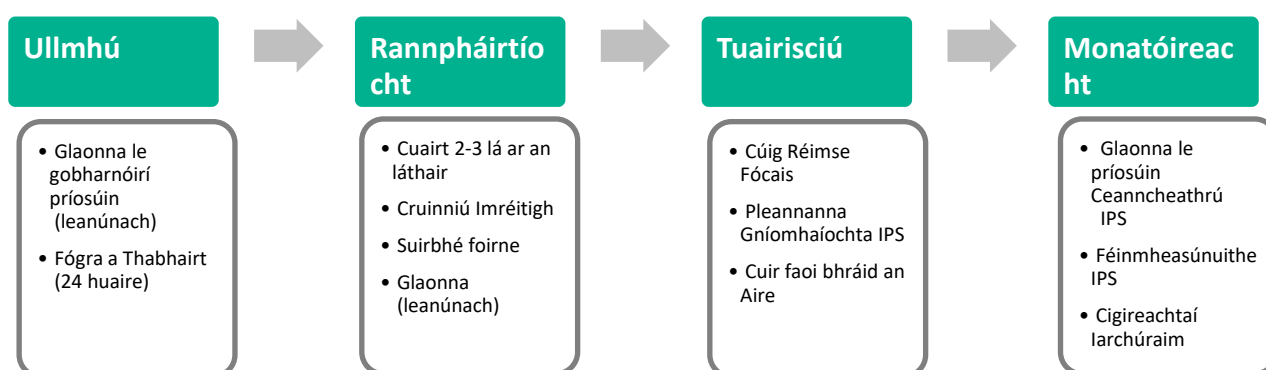 Ullmhú
• Glaonna le
gobharnóirí
príosúin
(leanúnach)
• Fógra a Thabhairt
(24 huaire)
Rannpháirtío
cht
• Cuairt 2-3 lá ar an
láthair
• Cruinniú Imréitigh
• Suirbhé foirne
• Glaonna
(leanúnach)
Tuairisciú
• Cúig Réimse
Fócais
• Pleannanna
Gníomhaíochta IPS
• Cuir faoi bhráid an
Aire
Monatóireac
ht
• Glaonna le
príosúin
Ceanncheathrú
IPS
• Féinmheasúnuithe
IPS
• Cigireachtaí
Iarchúraim